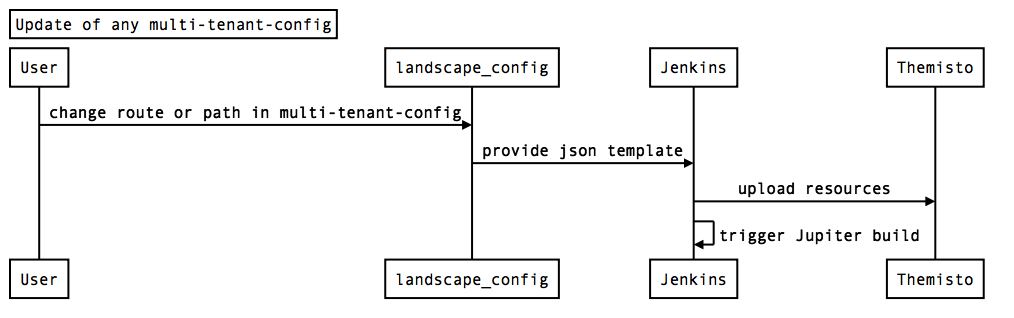 Update of any multi-tenant-config
User
landscape_config
Jenkins
Themisto
change route or path in multi-tenant-config
provide json template
upload resources
trigger Jupiter build
User
landscape_config
Jenkins
Themisto